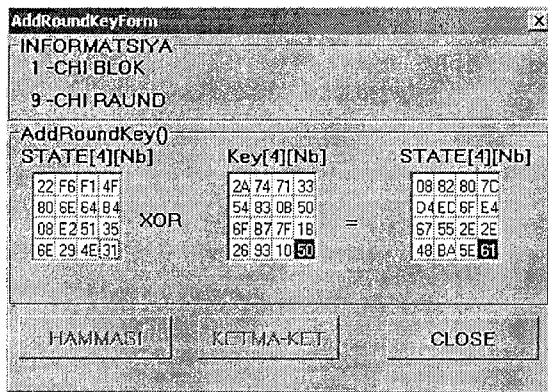 AddRoundKeyForm
INFORMATSIYA
1 -CHI BLOK
9 -CHI RAUND
AddRoundKey()
STATE[4][Nb] Key[4][Nb] STATE[4][Nb]
22 F6 F1 4F 2A 74 71 33 08 82 80 7C
80 6E 64 B4 54 83 0B 50 D4 ED 6F E4
XOR =
08 E2 51 35 6F B7 7F 1B 67 55 2E 2E
6E 29 4E 31 26 93 10 50 48 BA 5E 61
HAMMASI KETMA-KET CLOSE